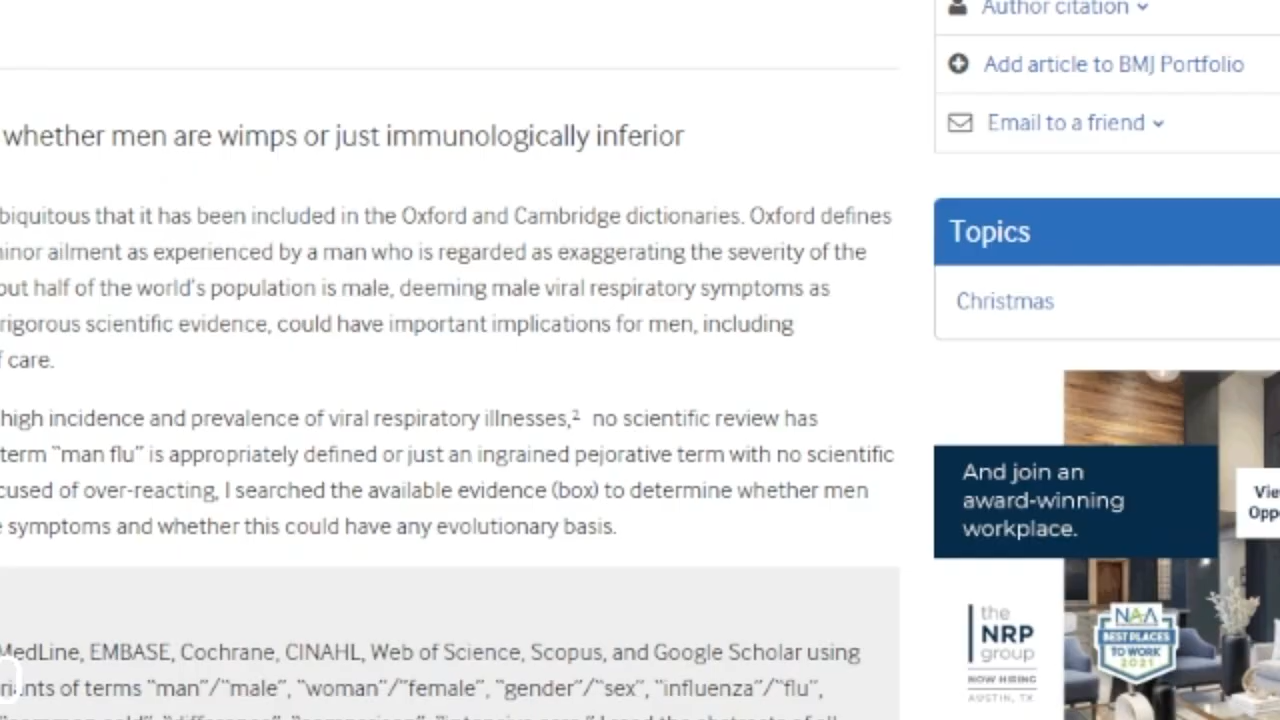 Author citation
Add article to BMJ Portfolio
Email to a friend
whether men are wimps or just immunologically inferior
biquitous that it has been included in the Oxford and Cambridge dictionaries. Oxford defines
inor ailment as experienced by a man who is regarded as exaggerating the severity of the
out half of the world's population is male, deeming male viral respiratory symptoms as
rigorous scientific evidence, could have important implications for men, including
f care.
high incidence and prevalence of viral respiratory illnesses,2 no scientific review has
term "man flu" is appropriately defined or just an ingrained pejorative term with no scientific
cused of over-reacting, I searched the available evidence (box) to determine whether men
e symptoms and whether this could have any evolutionary basis.
MedLine, EMBASE, Cochrane, CINAHL, Web of Science, Scopus, and Google Scholar using
riants of terms "man"/"male", "woman"/"female", "gender"/"sex", "influenza"/"flu",
Topics
Christmas
And join an
award-winning
workplace.
the
NRP
group
NOW HIRING
AUSTIN, TX
NAA
BEST PLACES
TO WORK
2021